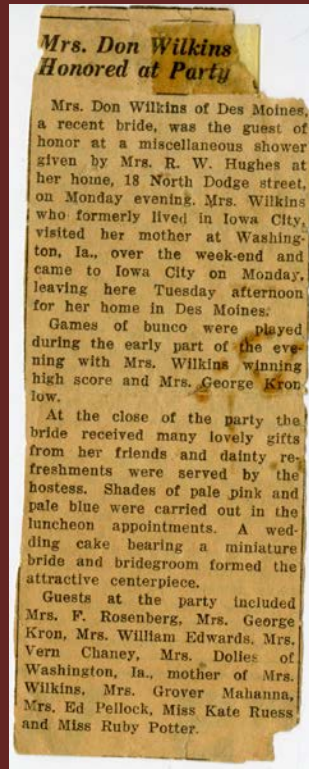 Mrs. Don Wilkins
Honored at Party
Mrs. Don Wilkins of Des Moines,
a recent bride, was the guest of
honor at a miscellaneous shower
given by Mrs. R. W. Hughes at
her home, 18 North Dodge street,
on Monday evening. Mrs. Wilkins
who formerly lived in Iowa City,
visited her mother at Washing-
ton, Ia., over the week-end and
came to Iowa City on Monday,
leaving here Tuesday afternoon
for her home in Des Moines.
Games of bunco were played
during the early part of the eve-
ning with Mrs. Wilkins winning
high score and Mrs. George Kron
low.
At the close of the party the
bride received many lovely gifts
from her friends and dainty re-
freshments were served by the
hostess. Shades of pale pink and
pale blue were carried out in the
luncheon appointments. A wed-
ding cake bearing a miniature
bride and bridegroom formed the
attractive centerpiece.
Guests at the party included
Mrs. F. Rosenberg, Mrs. George
Kron, Mrs. William Edwards, Mrs.
Vern Chaney, Mrs. Dolies of
Washington, Ia., mother of Mrs.
Wilkins, Mrs. Grover Mahanna,
Mrs. Ed Pellock, Miss Kate Ruess
and Miss Ruby Potter.